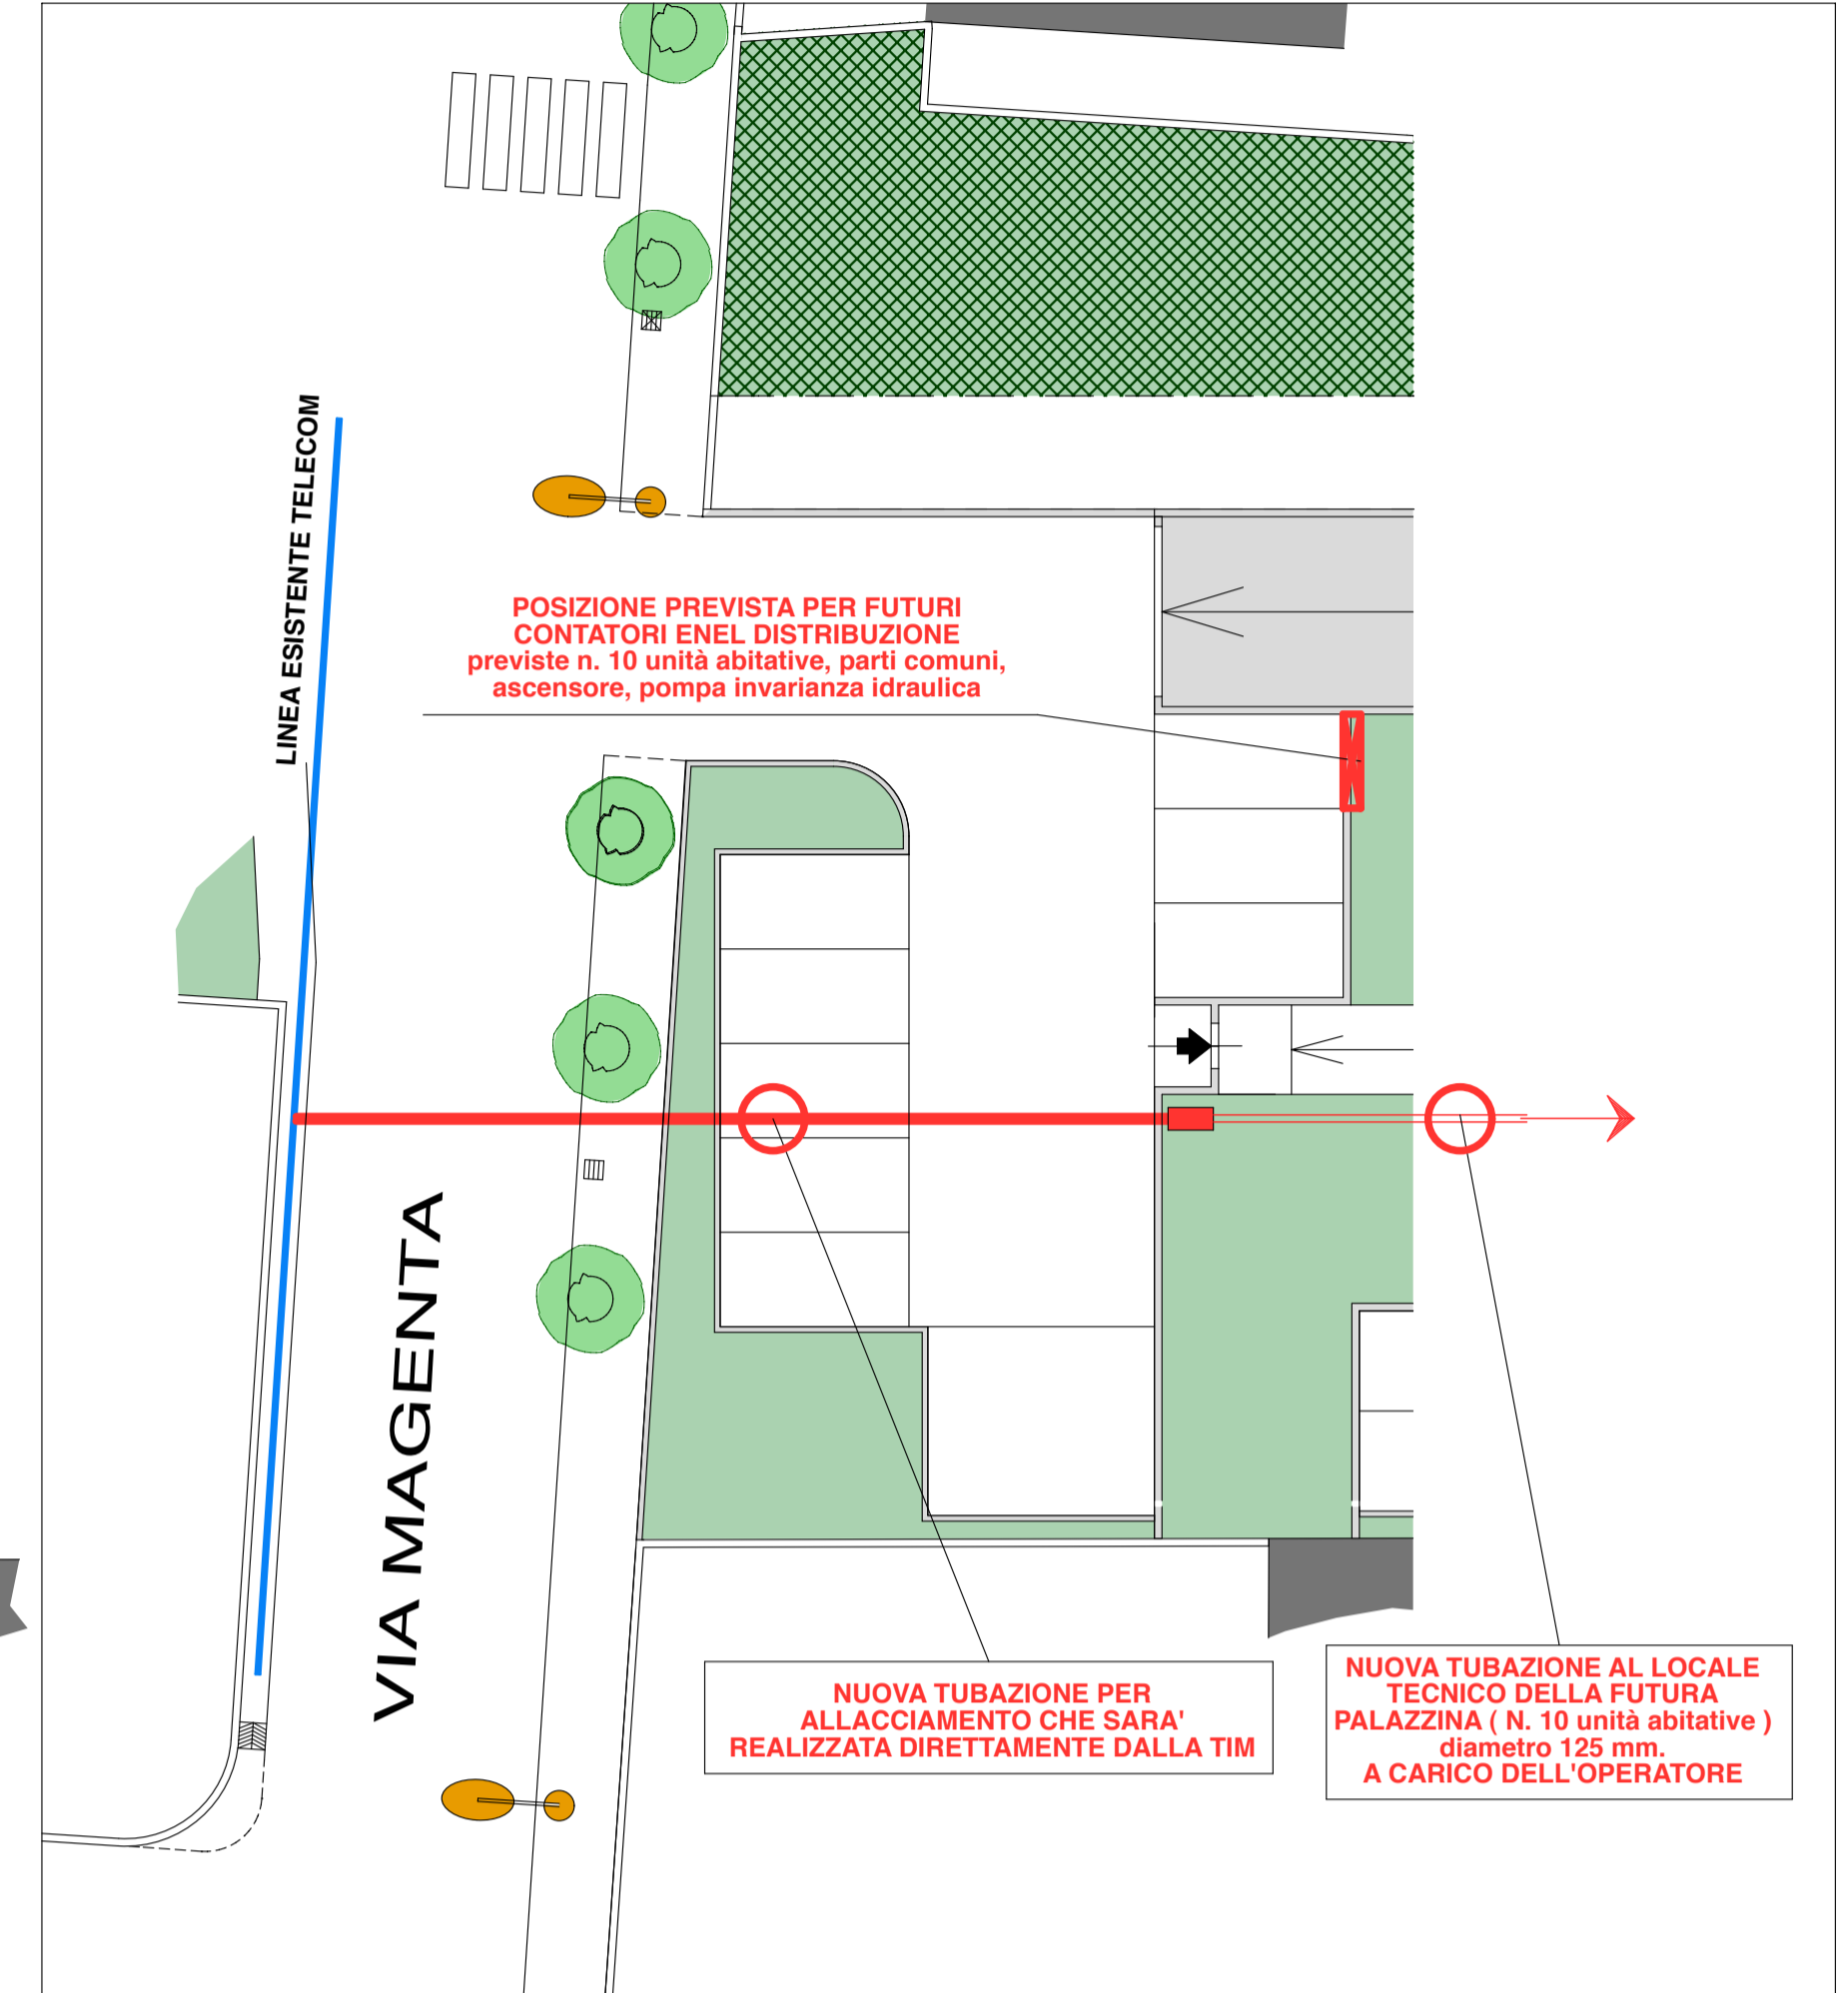 LINEA ESISTENTE TELECOM
POSIZIONE PREVISTA PER FUTURI
CONTATORI ENEL DISTRIBUZIONE
previste n. 10 unità abitative, parti comuni,
ascensore, pompa invarianza idraulica
VIA MAGENTA
NUOVA TUBAZIONE PER
ALLACCIAMENTO CHE SARA'
REALIZZATA DIRETTAMENTE DALLA TIM
NUOVA TUBAZIONE AL LOCALE
TECNICO DELLA FUTURA
PALAZZINA ( N. 10 unità abitative )
diametro 125 mm.
A CARICO DELL'OPERATORE